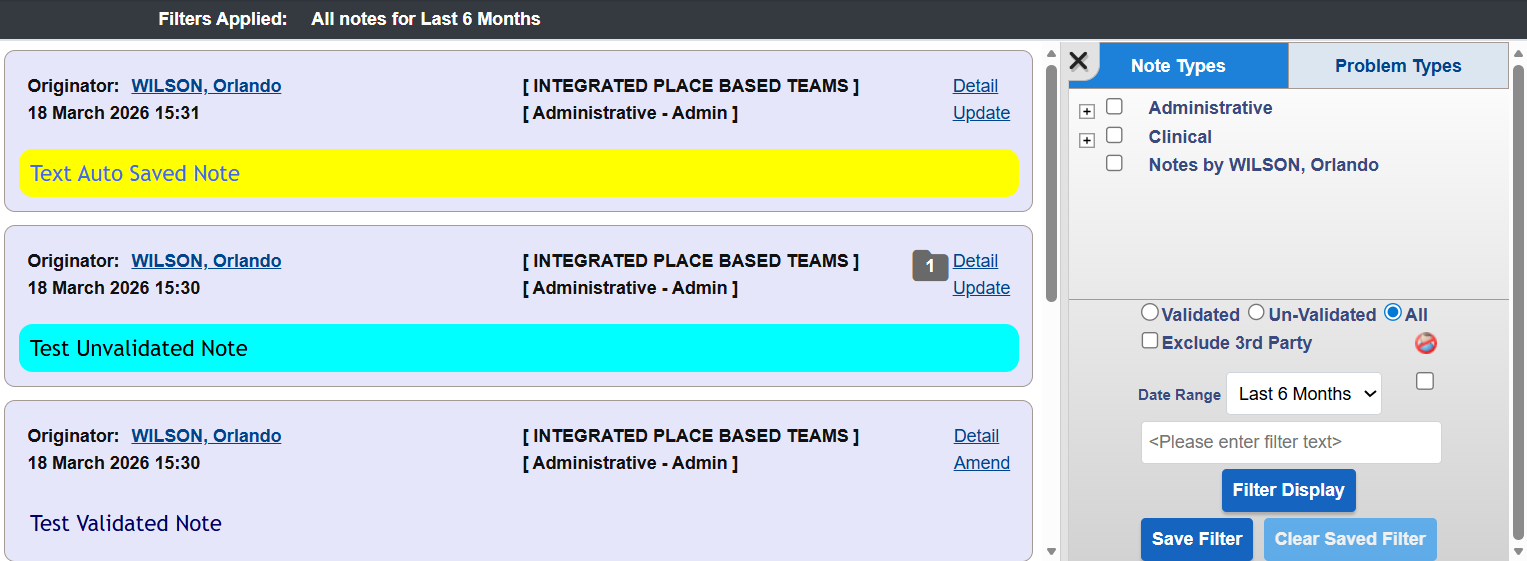 Filters Applied: All notes for Last 6 Months
Originator: WILSON, Orlando [ INTEGRATED PLACE BASED TEAMS ] Detail
18 March 2026 15:31 [ Administrative - Admin ] Update
Text Auto Saved Note
Originator: WILSON, Orlando [ INTEGRATED PLACE BASED TEAMS ] 1 Detail
18 March 2026 15:30 [ Administrative - Admin ] Update
Test Unvalidated Note
Originator: WILSON, Orlando [ INTEGRATED PLACE BASED TEAMS ] Detail
18 March 2026 15:30 [ Administrative - Admin ] Amend
Test Validated Note
Note Types Problem Types
Administrative
Clinical
Notes by WILSON, Orlando
Validated Un-Validated All
Exclude 3rd Party
Date Range Last 6 Months
<Please enter filter text>
Filter Display
Save Filter Clear Saved Filter